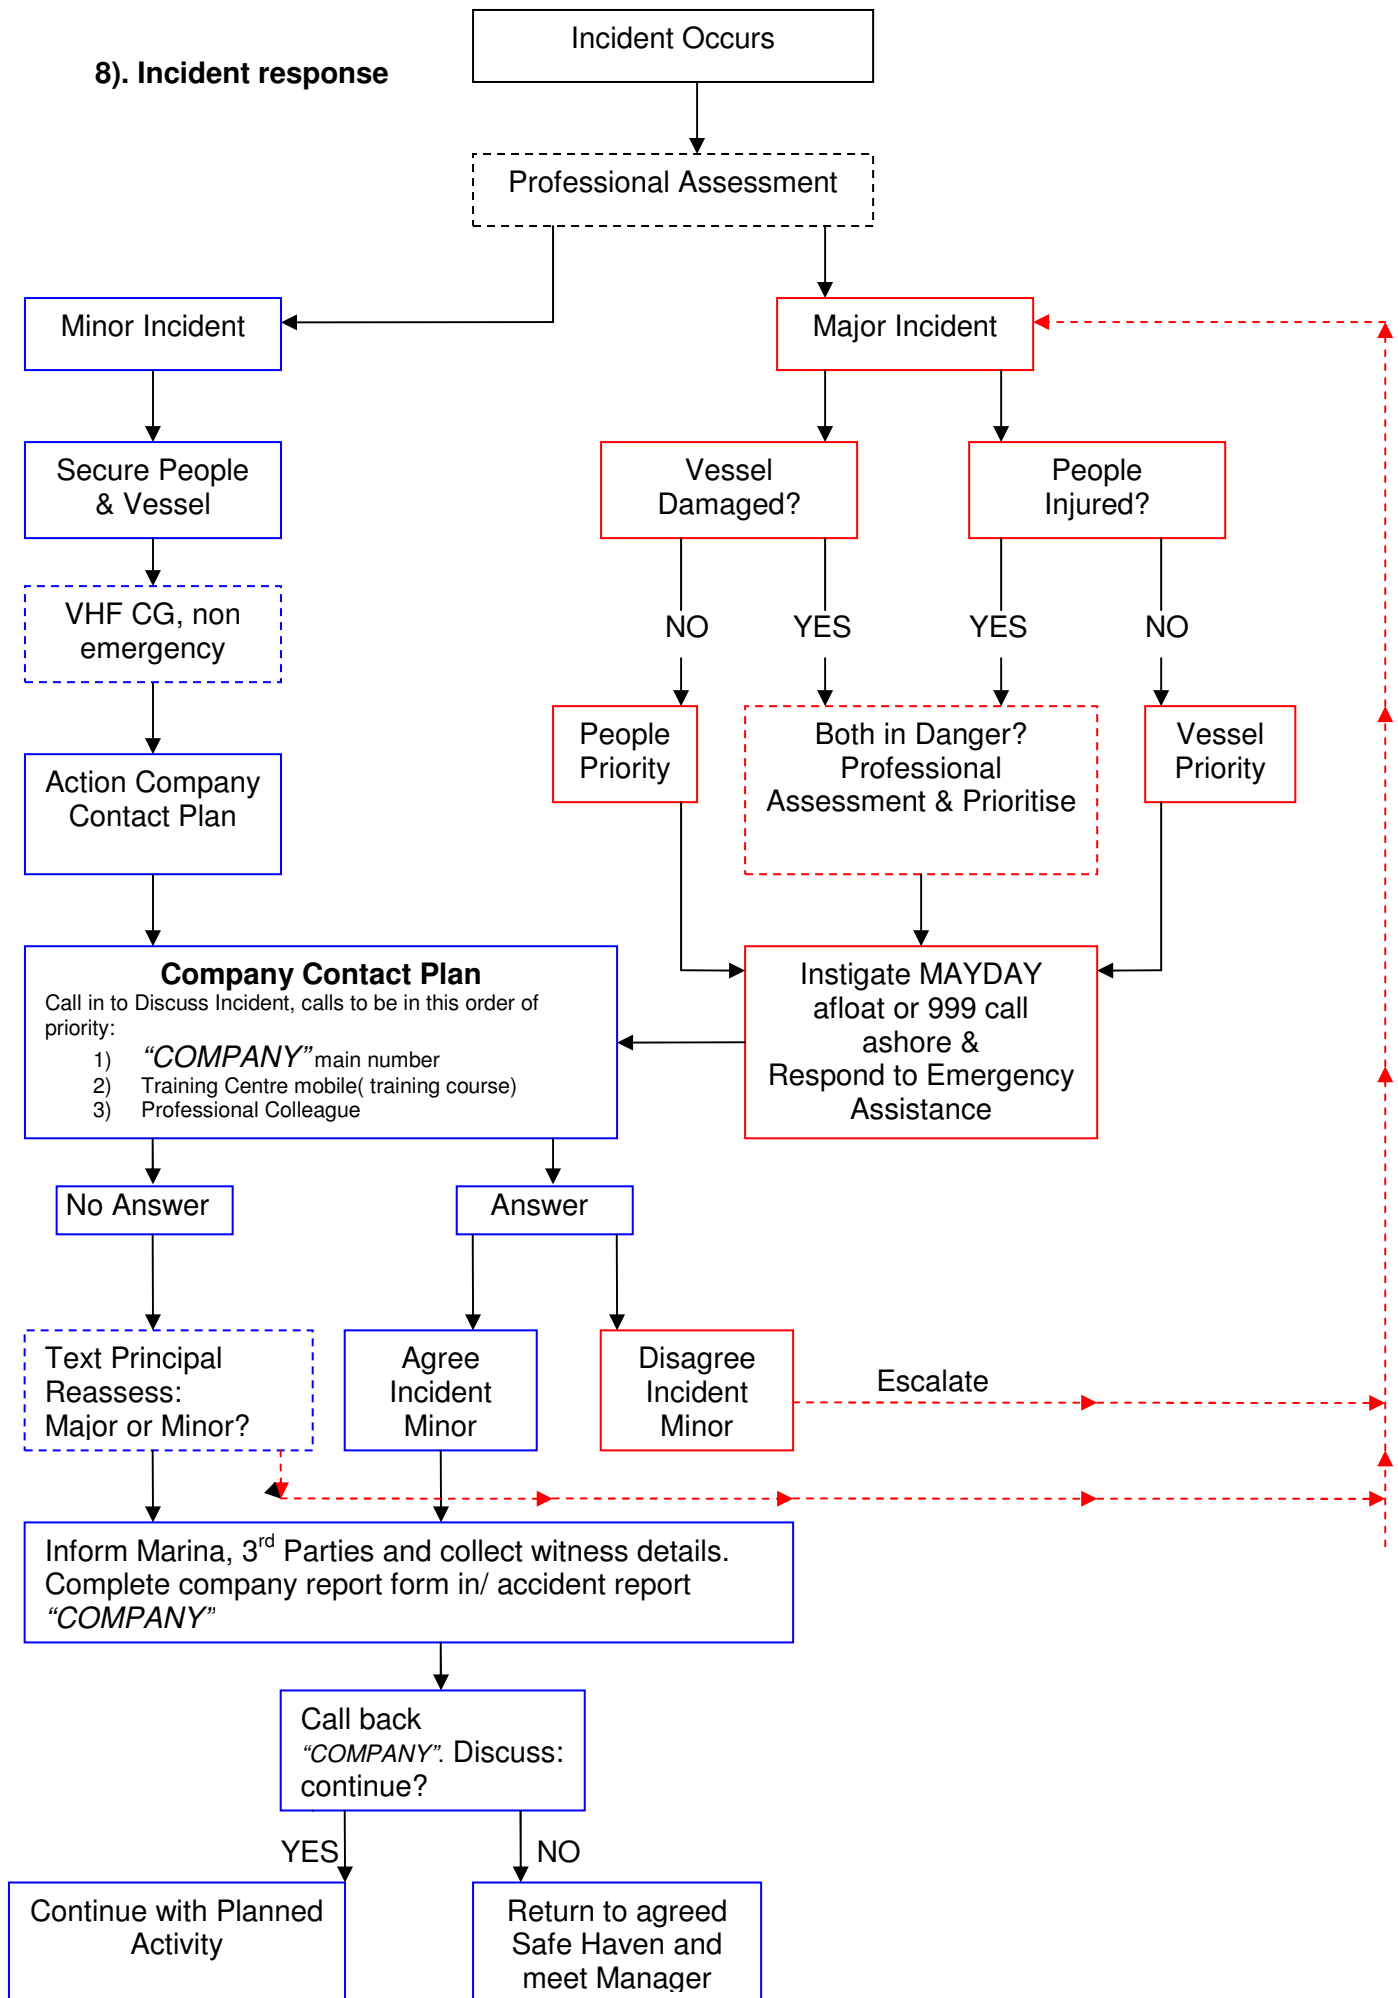 Incident Occurs
8). Incident response
Professional Assessment
Minor Incident
Major Incident
Secure People
& Vessel
Vessel
Damaged?
People
Injured?
VHF CG, non
emergency
NO
YES
YES
NO
Action Company
Contact Plan
People
Priority
Both in Danger?
Professional
Assessment & Prioritise
Vessel
Priority
Company Contact Plan
Call in to Discuss Incident, calls to be in this order of
priority:
1) “COMPANY” main number
2) Training Centre mobile( training course)
3) Professional Colleague
Instigate MAYDAY
afloat or 999 call
ashore &
Respond to Emergency
Assistance
No Answer
Answer
Text Principal
Reassess:
Major or Minor?
Agree
Incident
Minor
Disagree
Incident
Minor
Escalate
Inform Marina, 3rd Parties and collect witness details.
Complete company report form in/ accident report
“COMPANY”
Call back
“COMPANY”. Discuss:
continue?
YES
NO
Continue with Planned
Activity
Return to agreed
Safe Haven and
meet Manager